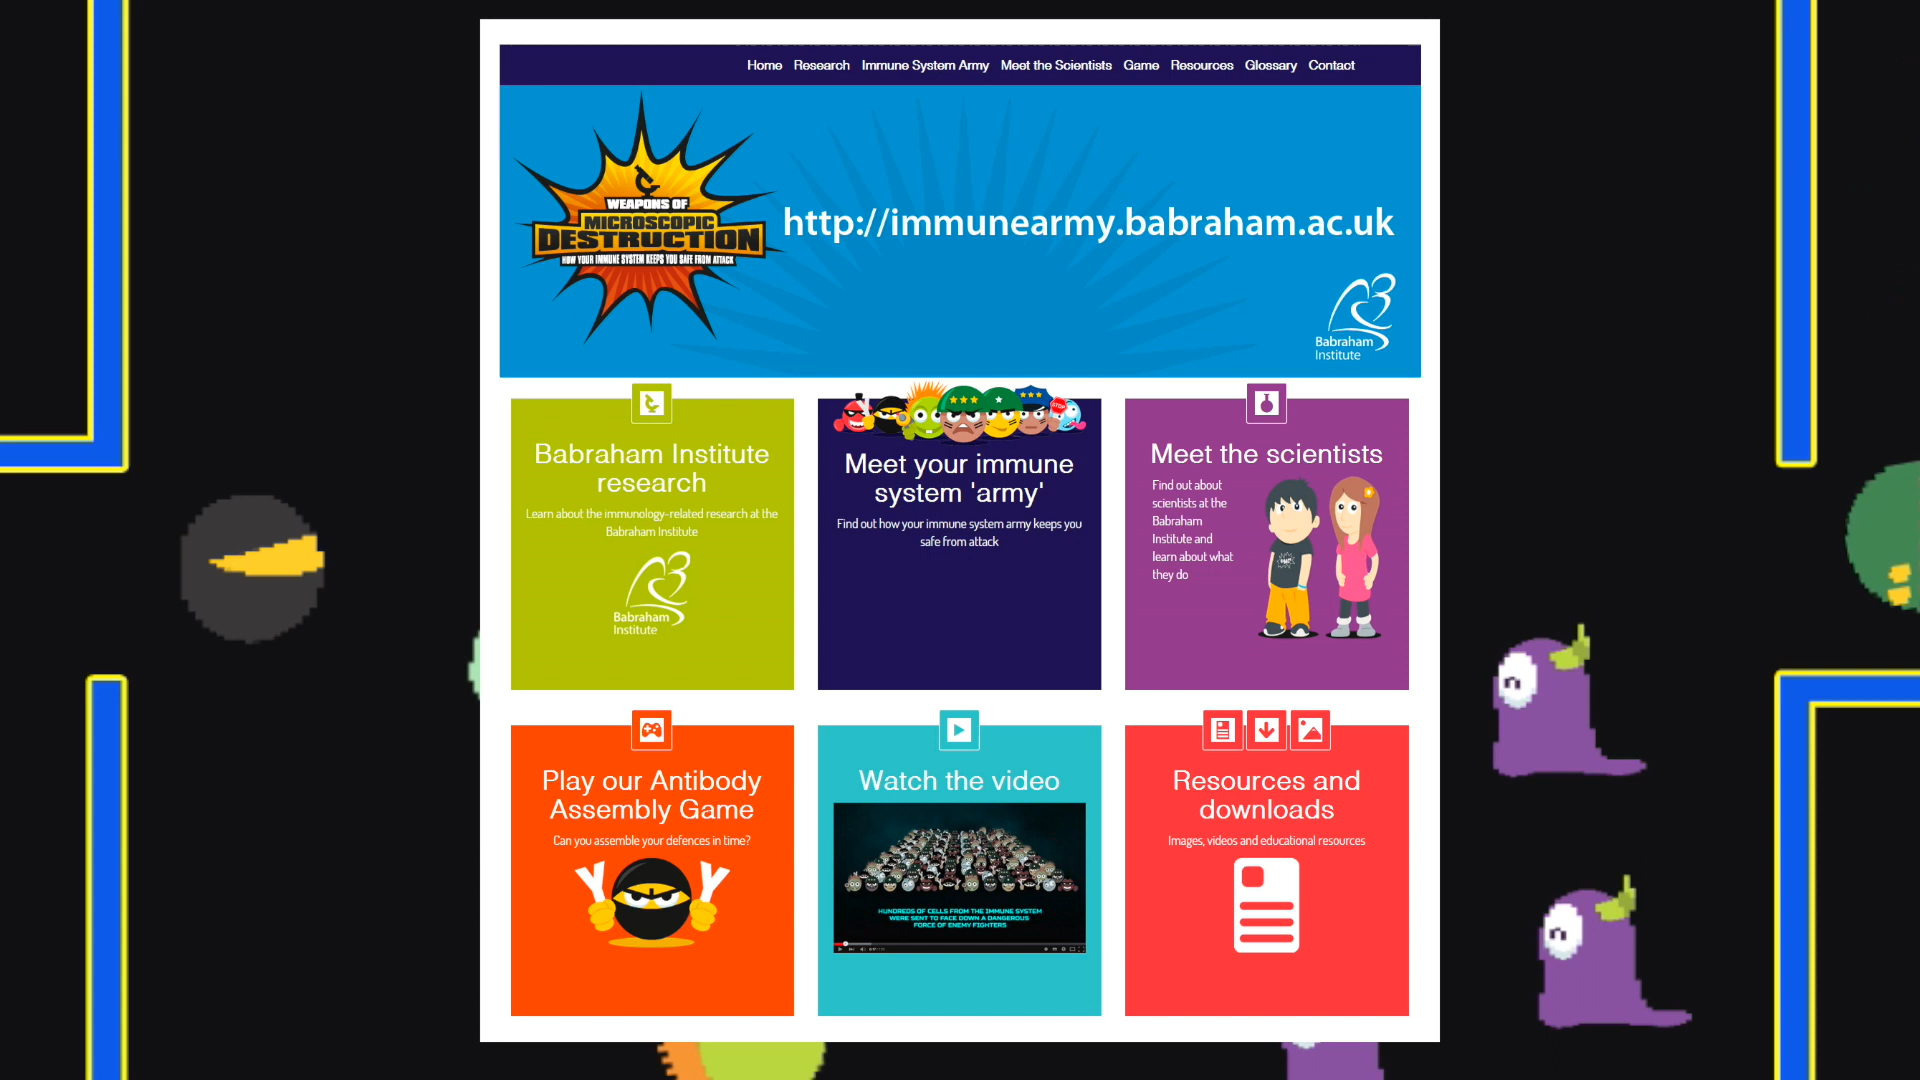 Home Research Immune System Army Meet the Scientists Game Resources Glossary Contact
WEAPONS OF
MICROSCOPIC
DESTRUCTION
HOW YOUR IMMUNE SYSTEM KEEPS YOU SAFE FROM ATTACK
http://immunearmy.babraham.ac.uk
Babraham
Institute
Babraham Institute
research
Learn about the immunology-related research at the
Babraham Institute
Babraham
Institute
STOP
Meet your immune
system 'army'
Find out how your immune system army keeps you
safe from attack
Meet the scientists
Find out about
scientists at the
Babraham
Institute and
learn about what
they do
Play our Antibody
Assembly Game
Can you assemble your defences in time?
Watch the video
HUNDREDS OF CELLS FROM THE IMMUNE SYSTEM
WERE SENT TO FACE DOWN A DANGEROUS
FORCE OF ENEMY FIGHTERS
Resources and
downloads
Images, videos and educational resources